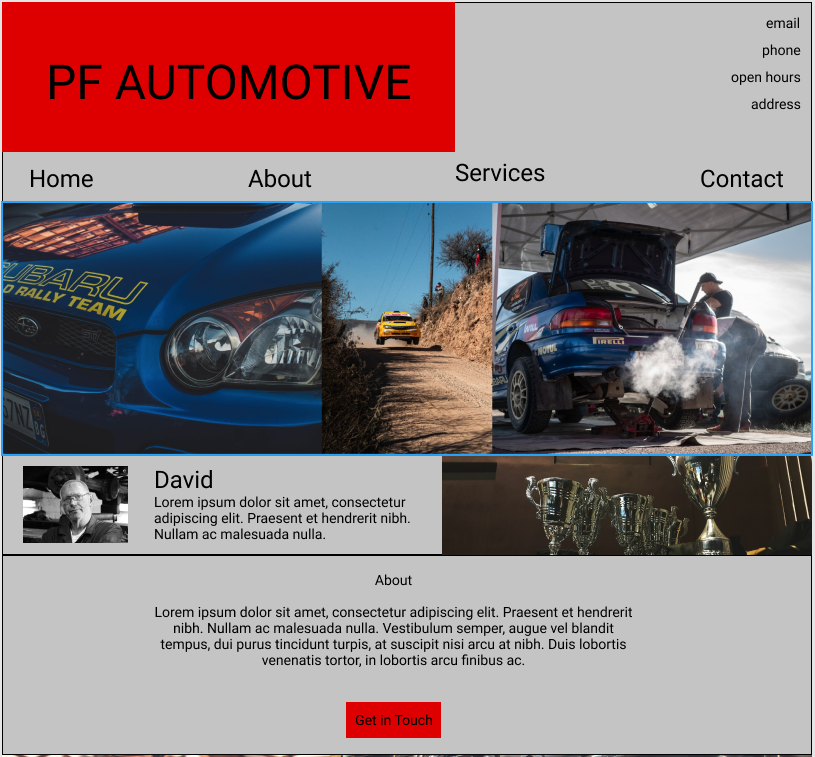 PF AUTOMOTIVE
email
phone
open hours
address
Home
About
Services
Contact
SUBARU
D RALLY TEAM
PIRELLI
MOTUL
David
Lorem ipsum dolor sit amet, consectetur
adipiscing elit. Praesent et hendrerit nibh.
Nullam ac malesuada nulla.
About
Lorem ipsum dolor sit amet, consectetur adipiscing elit. Praesent et hendrerit
nibh. Nullam ac malesuada nulla. Vestibulum semper, augue vel blandit
tempus, dui purus tincidunt turpis, at suscipit nisi arcu at nibh. Duis lobortis
venenatis tortor, in lobortis arcu finibus ac.
Get in Touch